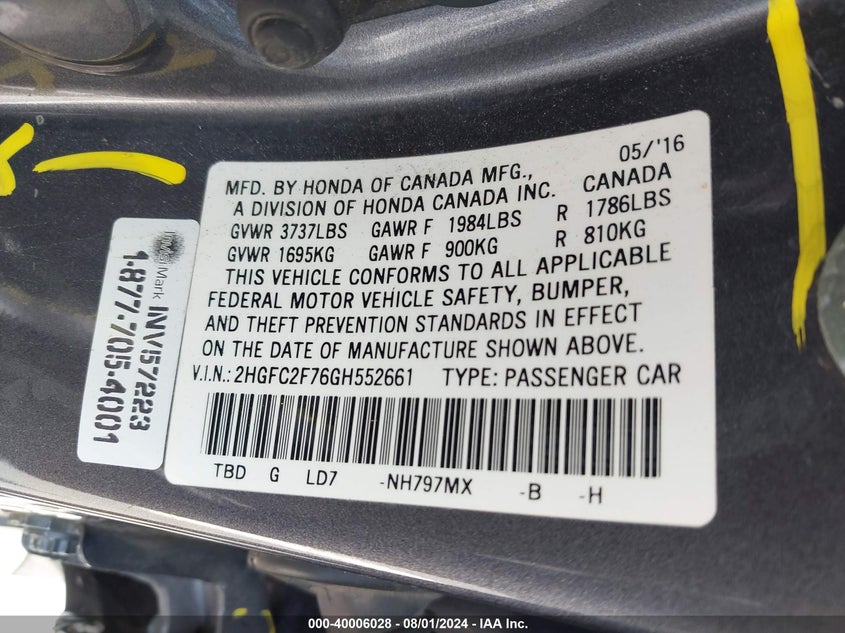 05/'16
MFD. BY HONDA OF CANADA MFG., CANADA
A DIVISION OF HONDA CANADA INC.
GVWR 3737LBS GAWR F 1984LBS R 1786LBS
GVWR 1695KG GAWR F 900KG R 810KG
THIS VEHICLE CONFORMS TO ALL APPLICABLE
FEDERAL MOTOR VEHICLE SAFETY, BUMPER,
AND THEFT PREVENTION STANDARDS IN EFFECT
ON THE DATE OF MANUFACTURE SHOWN ABOVE.
V.I.N.: 2HGFC2F76GH552661 TYPE: PASSENGER CAR
TBD G LD7 -NH797MX -B -H
Mark INV57223
1-877-705-4001
000-40006028 - 08/01/2024 - IAA Inc.